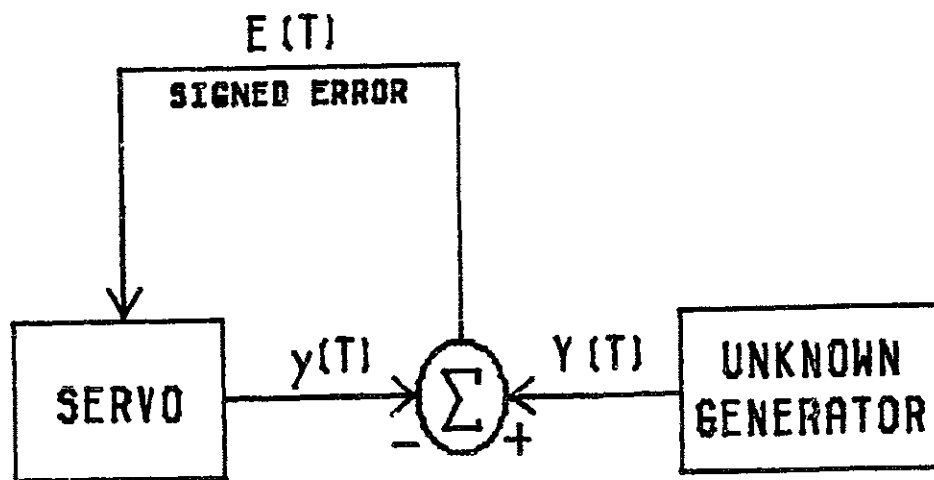 E(T)
SIGNED ERROR
SERVO
y(T)
Σ
-
+
Y(T)
UNKNOWN
GENERATOR